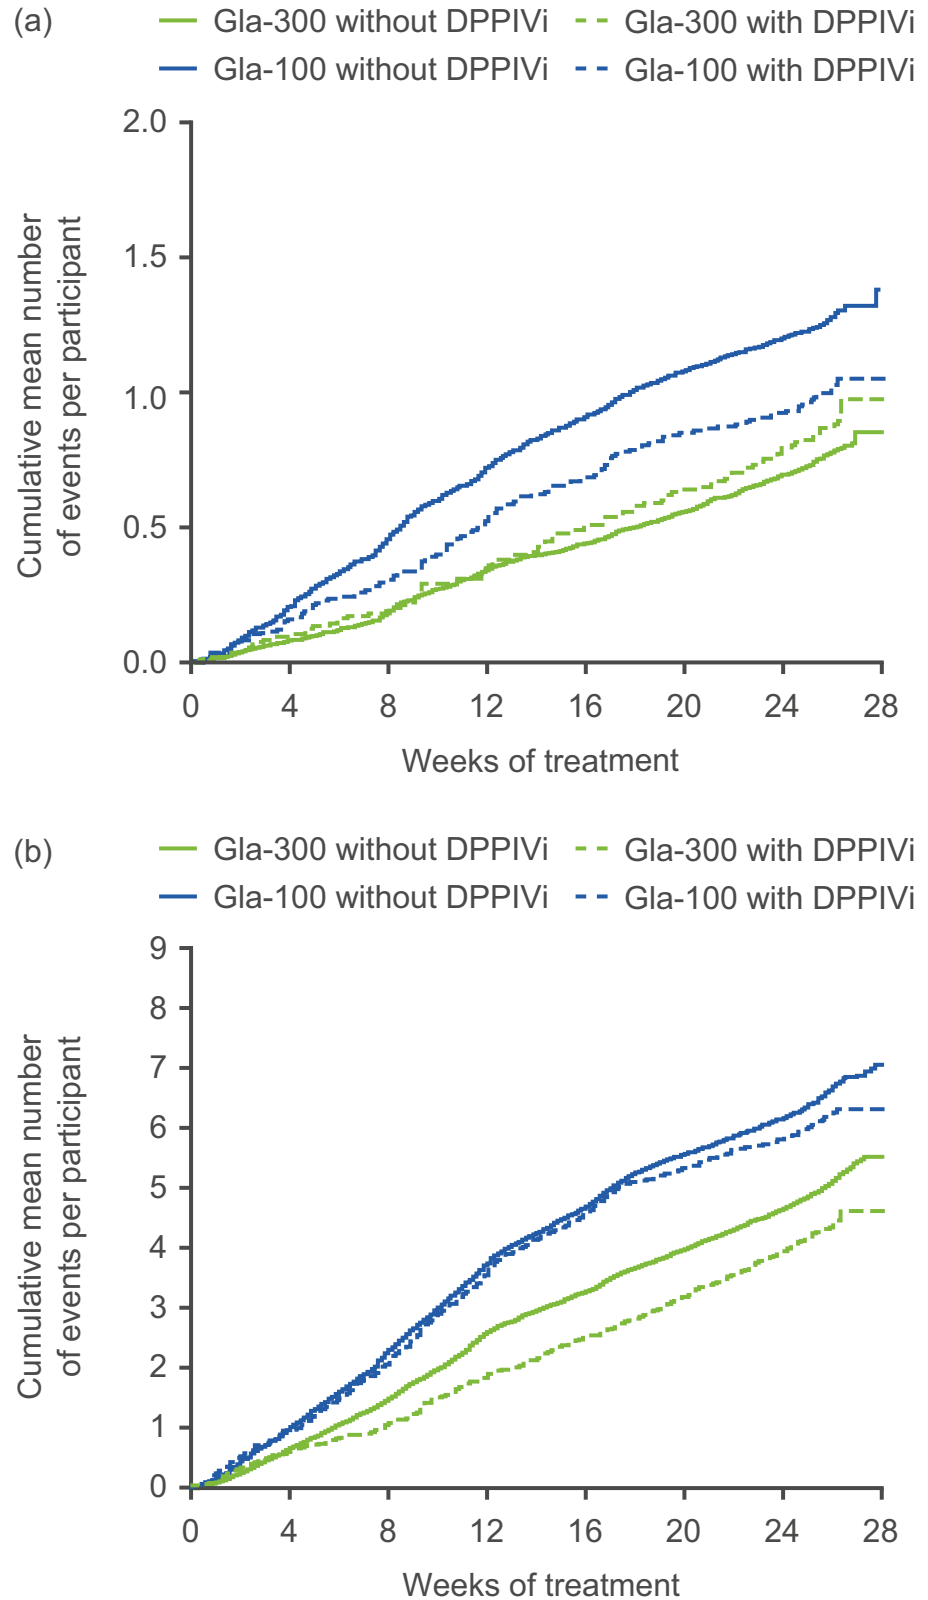 (a)
Gla-300 without DPPIVi
Gla-300 with DPPIVi
Gla-100 without DPPIVi
Gla-100 with DPPIVi
Cumulative mean number
of events per participant
2.0
1.5
1.0
0.5
0.0
0 4 8 12 16 20 24 28
Weeks of treatment
(b)
Gla-300 without DPPIVi
Gla-300 with DPPIVi
Gla-100 without DPPIVi
Gla-100 with DPPIVi
Cumulative mean number
of events per participant
9
8
7
6
5
4
3
2
1
0
0 4 8 12 16 20 24 28
Weeks of treatment